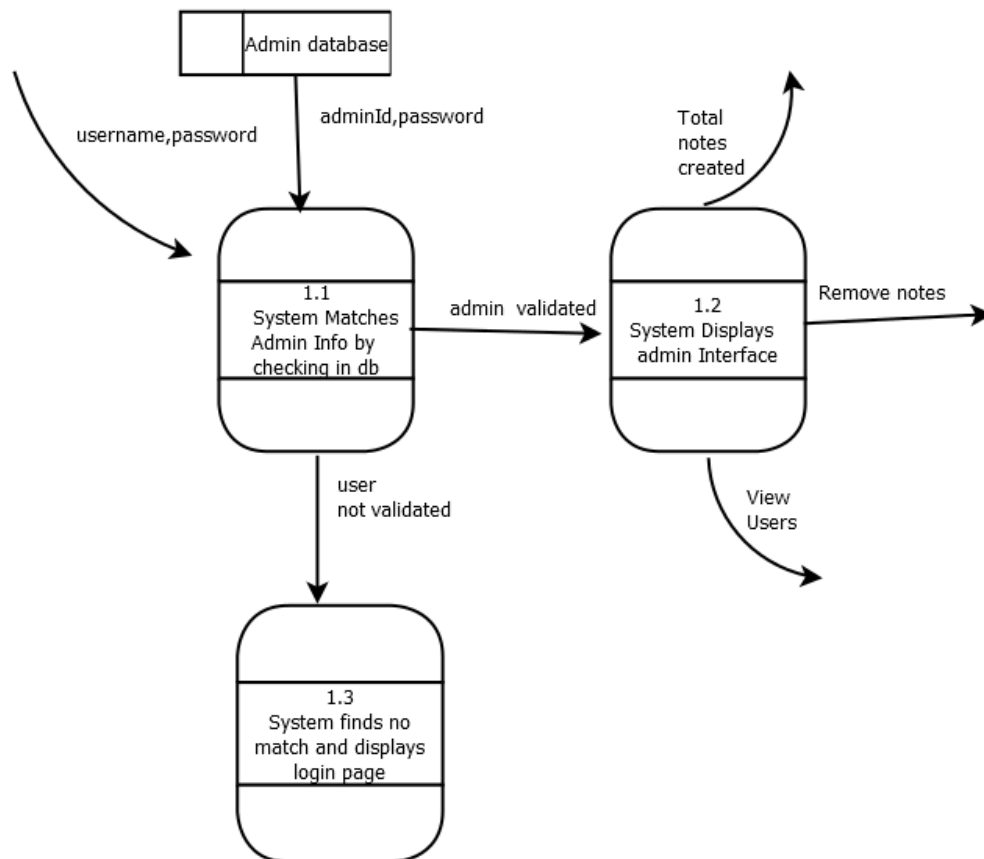 Admin database
username,password
adminId,password
Total
notes
created
1.1
System Matches
Admin Info by
checking in db
admin validated
1.2
System Displays
admin Interface
Remove notes
user
not validated
View
Users
1.3
System finds no
match and displays
login page